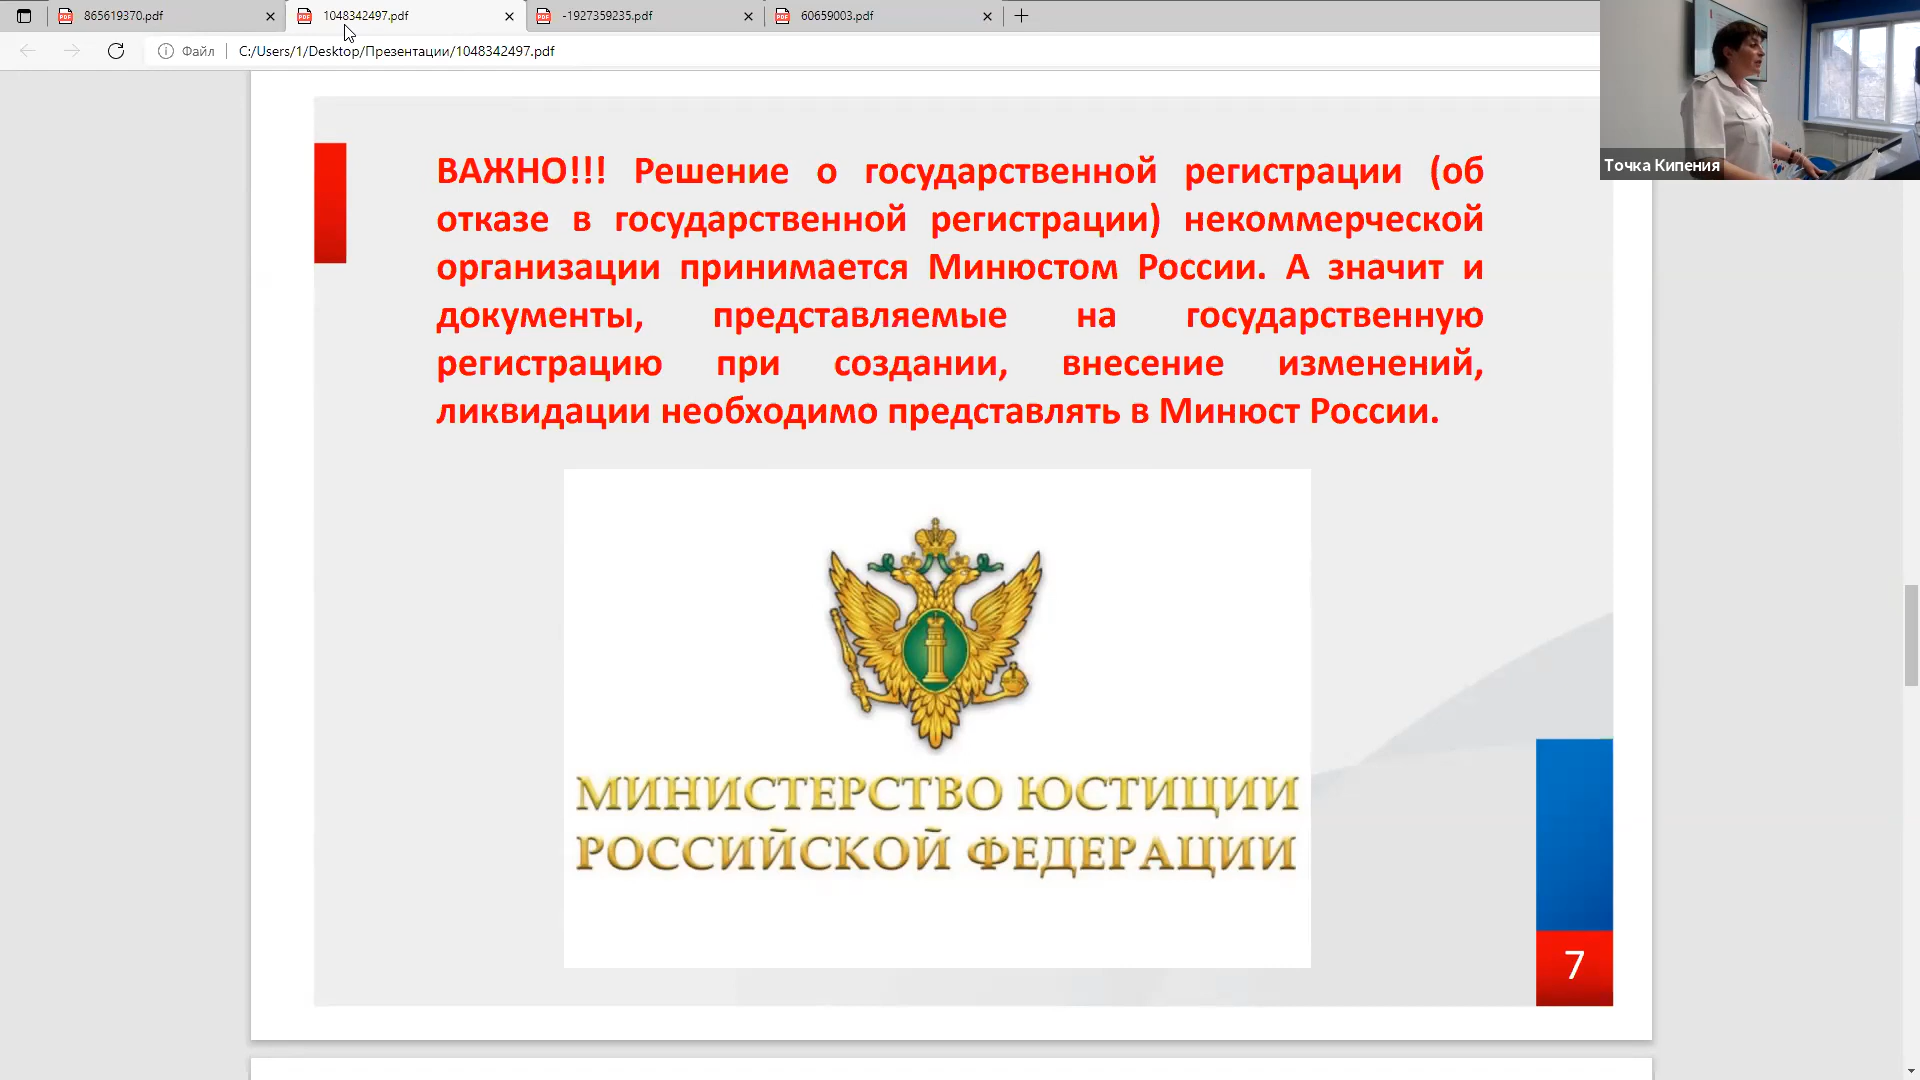 865619370.pdf
1048342497.pdf
-1927359235.pdf
60659003.pdf
Файл
C:/Users/1/Desktop/Презентации/1048342497.pdf
Точка Кипения
ВАЖНО!!! Решение о государственной регистрации (об
отказе в государственной регистрации) некоммерческой
организации принимается Минюстом России. А значит и
документы, представляемые на государственную
регистрацию при создании, внесение изменений,
ликвидации необходимо представлять в Минюст России.
МИНИСТЕРСТВО ЮСТИЦИИ
РОССИЙСКОЙ ФЕДЕРАЦИИ
7